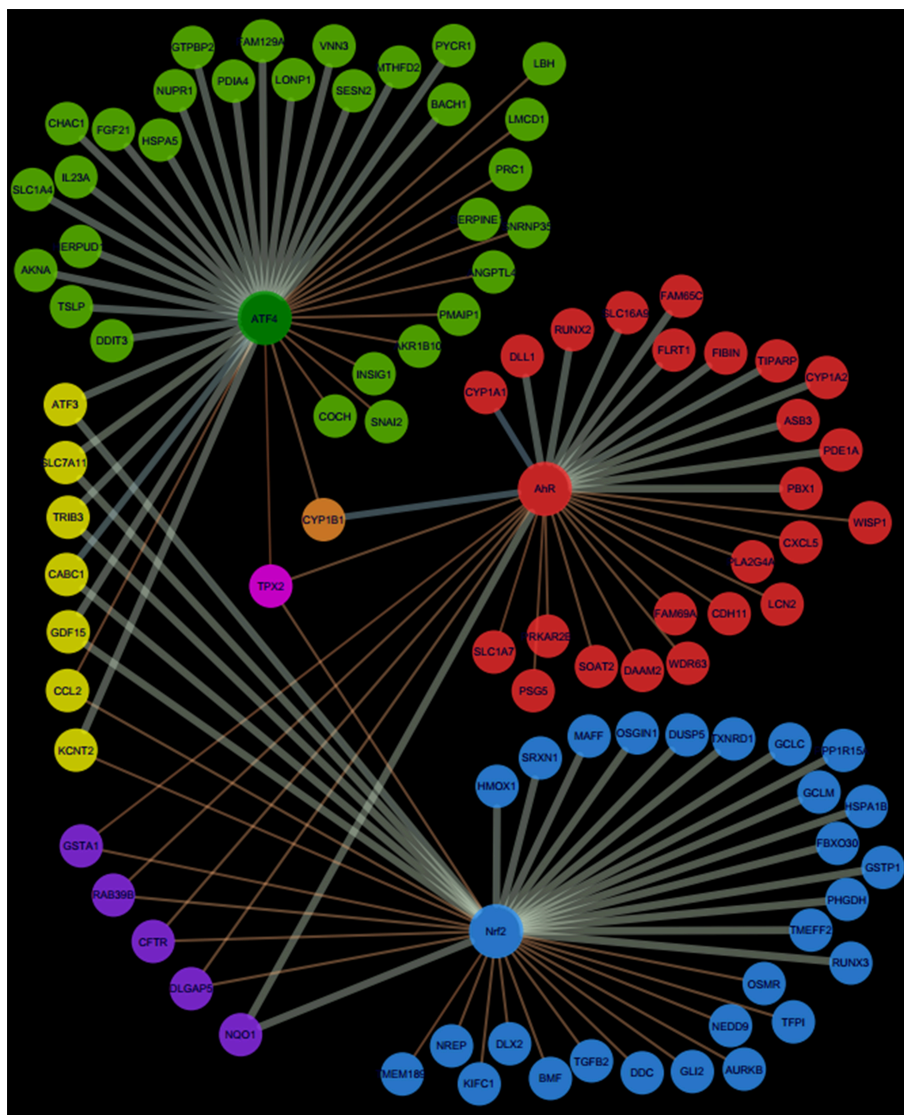 GTPBP2
FAM129A
VNN3
PYCR1
LBH
NUPR1
PDIA4
LONP1
SESN2
MTHFD2
BACH1
CHAC1
FGF21
HSPA5
LMCD1
SLC1A4
IL23A
PRC1
ERPUD1
SERPINE1
SNRNP35
AKNA
ANGPTL4
TSLP
ATF4
PMAIP1
DDIT3
AKR1B10
INSIG1
COCH
SNAI2
FAM65C
SLC16A9
RUNX2
DLL1
FLRT1
FIBIN
TIPARP
CYP1A1
CYP1A2
ASB3
PDE1A
AhR
PBX1
WISP1
CXCL5
PLA2G4A
LCN2
CDH11
FAM69A
WDR63
DAAM2
SOAT2
PRKAR2B
SLC1A7
PSG5
ATF3
SLC7A11
TRIB3
CABC1
GDF15
CCL2
KCNT2
CYP1B1
TPX2
GSTA1
RAB39B
CFTR
DLGAP5
NQO1
HMOX1
SRXN1
MAFF
OSGIN1
DUSP5
TXNRD1
GCLC
PP1R15A
GCLM
HSPA1B
FBXO30
GSTP1
PHGDH
TMEFF2
RUNX3
Nrf2
OSMR
TFPI
NEDD9
AURKB
GLI2
DDC
TGFB2
BMF
DLX2
KIFC1
NREP
TMEM189